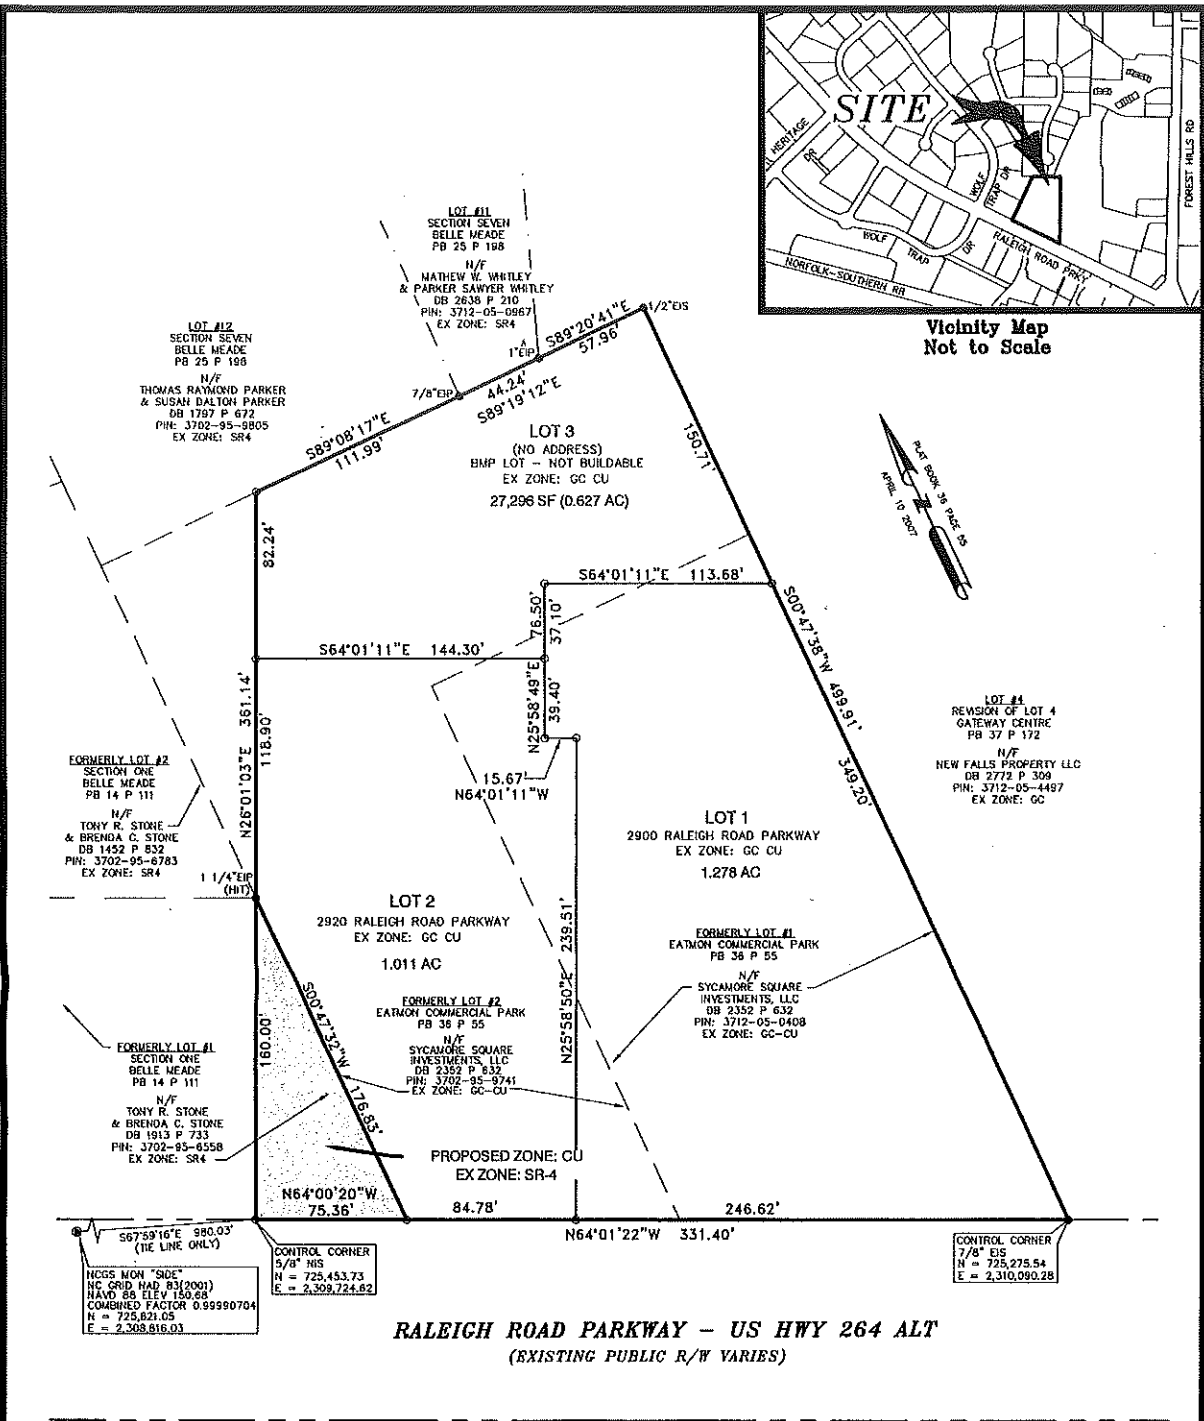 SITE
HERITAGE
DR
WOLF
TRAP DR
WOLF
TRAP
DR
RALEIGH ROAD PRKY
NORFOLK-SOUTHERN RR
FOREST HILLS RD
Vicinity Map
Not to Scale
LOT #11
SECTION SEVEN
BELLE MEADE
PB 25 P 198
N/F
MATHEW W. WHITLEY
& PARKER SAWYER WHITLEY
DB 2638 P 210
PIN: 3712-05-0967
EX ZONE: SR4
LOT #12
SECTION SEVEN
BELLE MEADE
PB 25 P 198
N/F
THOMAS RAYMOND PARKER
& SUSAN DALTON PARKER
DB 1797 P 672
PIN: 3702-95-9805
EX ZONE: SR4
1/2"EIS
S89°20'41"E
57.96'
1"EIP
44.24'
S89°19'12"E
7/8"EIP
S89°08'17"E
111.99'
LOT 3
(NO ADDRESS)
BMP LOT - NOT BUILDABLE
EX ZONE: GC CU
27,296 SF (0.627 AC)
150.71'
PLAT BOOK 36 PAGE 55
APRIL 10 2007
82.24'
S64°01'11"E 113.68'
76.50'
37.10'
S64°01'11"E 144.30'
N25°58'49"E
39.40'
15.67'
N64°01'11"W
S00°47'38"W 499.91'
349.20'
N26°01'03"E 361.14'
118.90'
LOT #4
REVISION OF LOT 4
GATEWAY CENTRE
PB 37 P 172
N/F
NEW FALLS PROPERTY LLC
DB 2772 P 309
PIN: 3712-05-4497
EX ZONE: GC
FORMERLY LOT #2
SECTION ONE
BELLE MEADE
PB 14 P 111
N/F
TONY R. STONE
& BRENDA C. STONE
DB 1452 P 832
PIN: 3702-95-6783
EX ZONE: SR4
1 1/4"EIP
(HIT)
LOT 1
2900 RALEIGH ROAD PARKWAY
EX ZONE: GC CU
1.278 AC
LOT 2
2920 RALEIGH ROAD PARKWAY
EX ZONE: GC CU
1.011 AC
N25°58'50"E 239.51'
FORMERLY LOT #1
EATMON COMMERCIAL PARK
PB 36 P 55
N/F
SYCAMORE SQUARE
INVESTMENTS, LLC
DB 2352 P 632
PIN: 3712-05-0408
EX ZONE: GC-CU
FORMERLY LOT #2
EATMON COMMERCIAL PARK
PB 36 P 55
N/F
SYCAMORE SQUARE
INVESTMENTS, LLC
DB 2352 P 632
PIN: 3702-95-9741
EX ZONE: GC-CU
S00°47'32"W 176.83'
160.00'
FORMERLY LOT #1
SECTION ONE
BELLE MEADE
PB 14 P 111
N/F
TONY R. STONE
& BRENDA C. STONE
DB 1913 P 733
PIN: 3702-95-6558
EX ZONE: SR4
PROPOSED ZONE: CU
EX ZONE: SR-4
N64°00'20"W
75.36'
84.78'
246.62'
N64°01'22"W 331.40'
S67°59'16"E 980.03'
(TIE LINE ONLY)
CONTROL CORNER
5/8" NIS
N = 725,453.73
E = 2,309,724.62
CONTROL CORNER
7/8" EIS
N = 725,275.54
E = 2,310,090.28
NCGS MON "SIDE"
NC GRID NAD 83(2001)
NAVD 88 ELEV 150.68'
COMBINED FACTOR 0.99990704
N = 725,821.05
E = 2,308,816.03
RALEIGH ROAD PARKWAY - US HWY 264 ALT
(EXISTING PUBLIC R/W VARIES)